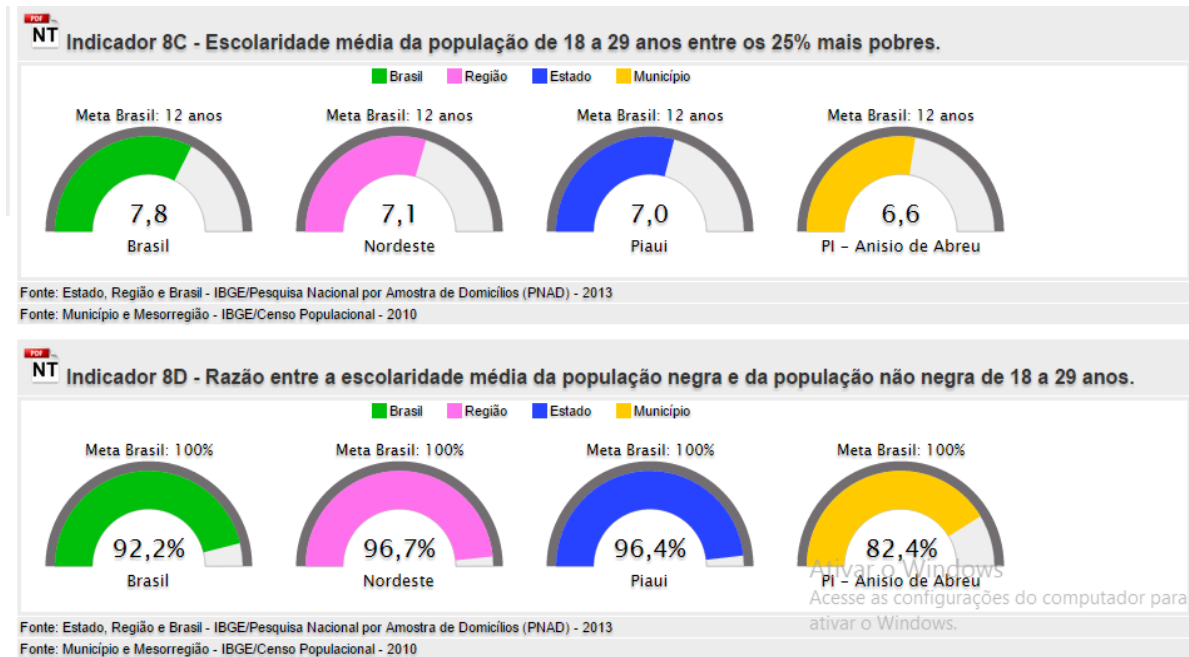 PDF
NT Indicador 8C - Escolaridade média da população de 18 a 29 anos entre os 25% mais pobres.
Brasil Região Estado Município
Meta Brasil: 12 anos Meta Brasil: 12 anos Meta Brasil: 12 anos Meta Brasil: 12 anos
7,8 7,1 7,0 6,6
Brasil Nordeste Piaui PI - Anisio de Abreu
Fonte: Estado, Região e Brasil - IBGE/Pesquisa Nacional por Amostra de Domicílios (PNAD) - 2013
Fonte: Município e Mesorregião - IBGE/Censo Populacional - 2010
PDF
NT Indicador 8D - Razão entre a escolaridade média da população negra e da população não negra de 18 a 29 anos.
Brasil Região Estado Município
Meta Brasil: 100% Meta Brasil: 100% Meta Brasil: 100% Meta Brasil: 100%
92,2% 96,7% 96,4% 82,4%
Ativar o Windows
Brasil Nordeste Piaui PI - Anisio de Abreu
Acesse as configurações do computador para
ativar o Windows.
Fonte: Estado, Região e Brasil - IBGE/Pesquisa Nacional por Amostra de Domicílios (PNAD) - 2013
Fonte: Município e Mesorregião - IBGE/Censo Populacional - 2010